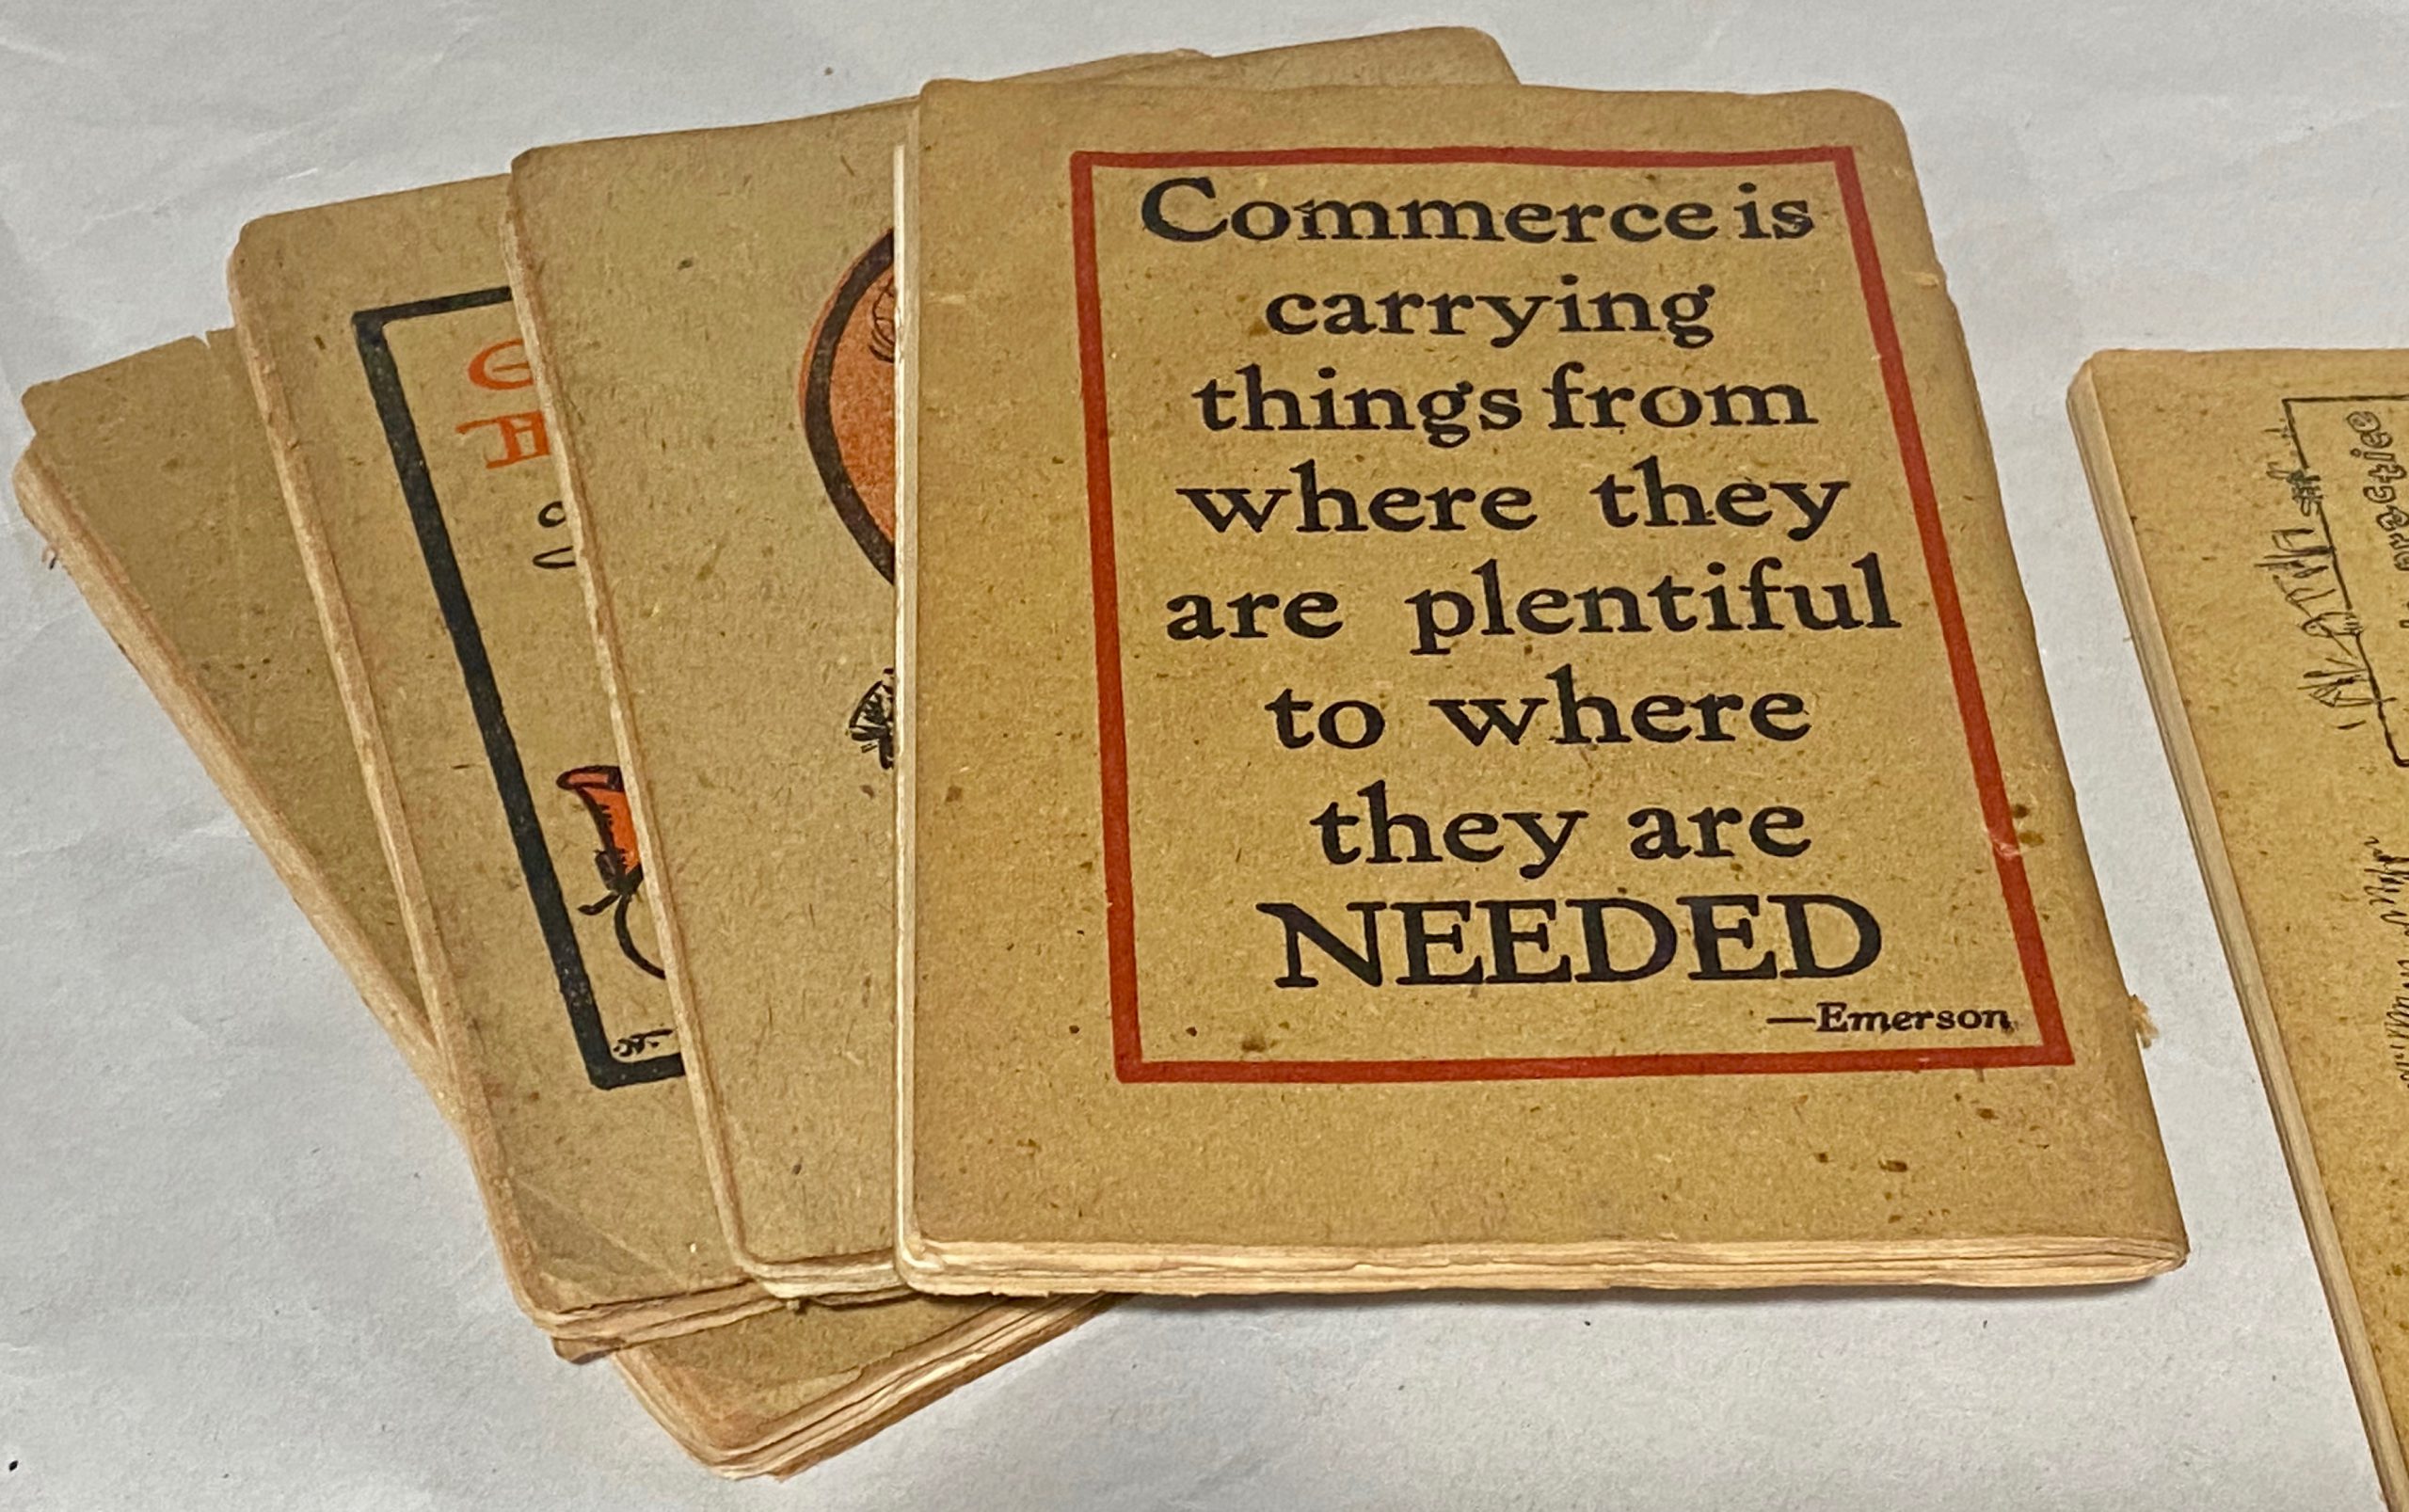 Commerce is
carrying
things from
where they
are plentiful
to where
they are
NEEDED
—Emerson